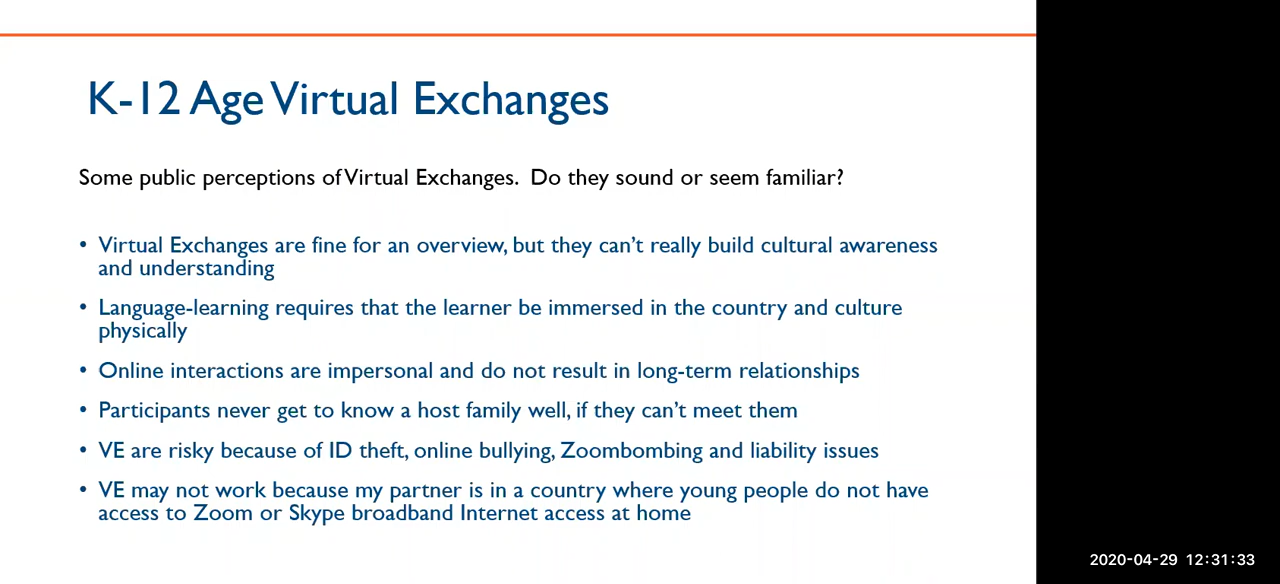 K-12 Age Virtual Exchanges
Some public perceptions of Virtual Exchanges. Do they sound or seem familiar?
• Virtual Exchanges are fine for an overview, but they can’t really build cultural awareness
and understanding
• Language-learning requires that the learner be immersed in the country and culture
physically
• Online interactions are impersonal and do not result in long-term relationships
• Participants never get to know a host family well, if they can’t meet them
• VE are risky because of ID theft, online bullying, Zoombombing and liability issues
• VE may not work because my partner is in a country where young people do not have
access to Zoom or Skype broadband Internet access at home
2020-04-29 12:31:33